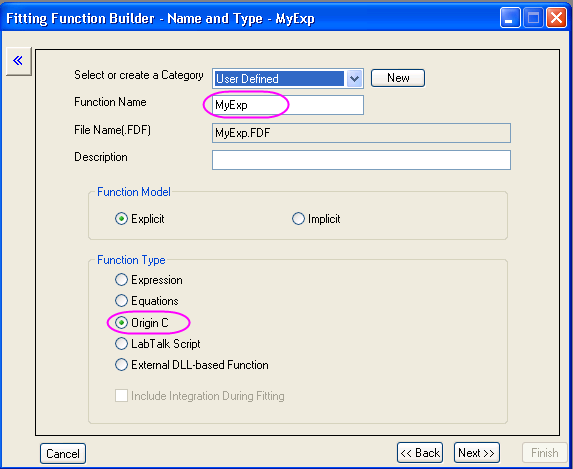 Fitting Function Builder - Name and Type - MyExp
«
Select or create a Category User Defined New
Function Name MyExp
File Name(.FDF) MyExp.FDF
Description
Function Model
Explicit Implicit
Function Type
Expression
Equations
Origin C
LabTalk Script
External DLL-based Function
Include Integration During Fitting
Cancel << Back Next >> Finish